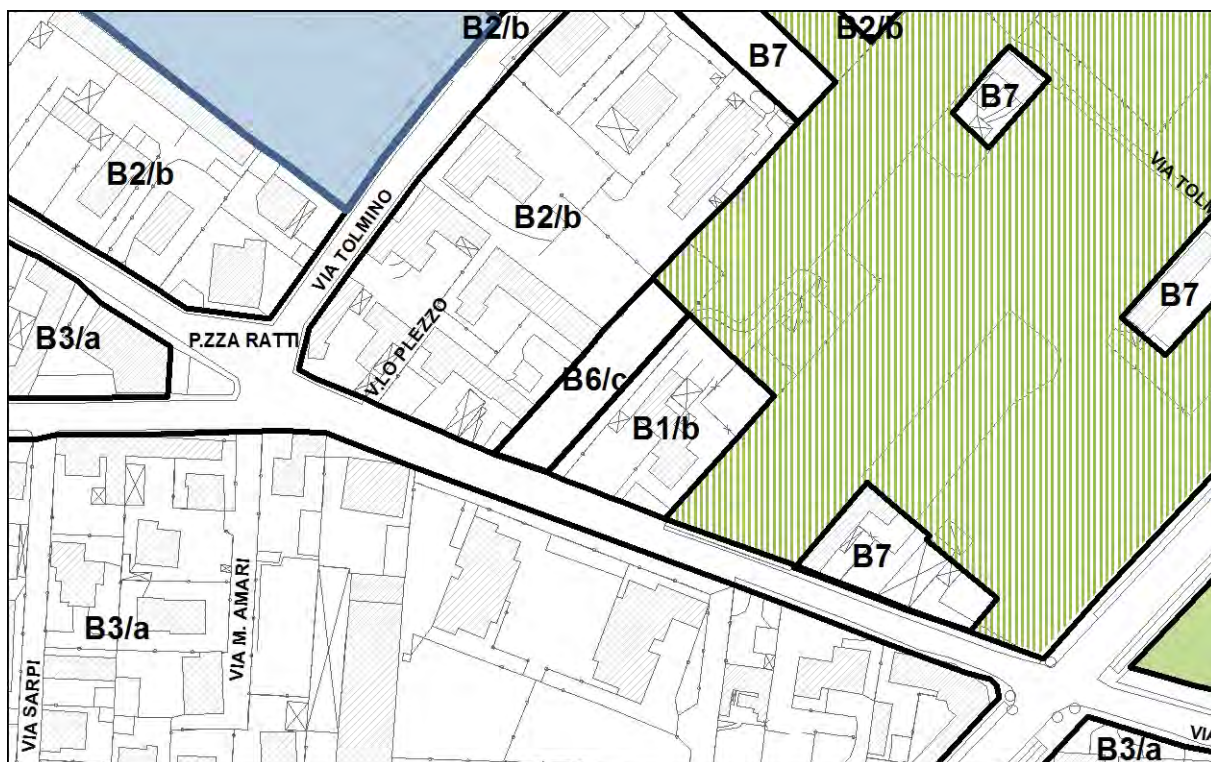 B2/b
B2/b
B7
B7
B2/b
VIA TOLM
B2/b
VIA TOLMINO
B7
P.ZZA RATTI
B3/a
V.LO PLEZZO
B6/c
B1/b
B7
B3/a
VIA M. AMARI
VIA SARPI
VIA
B3/a